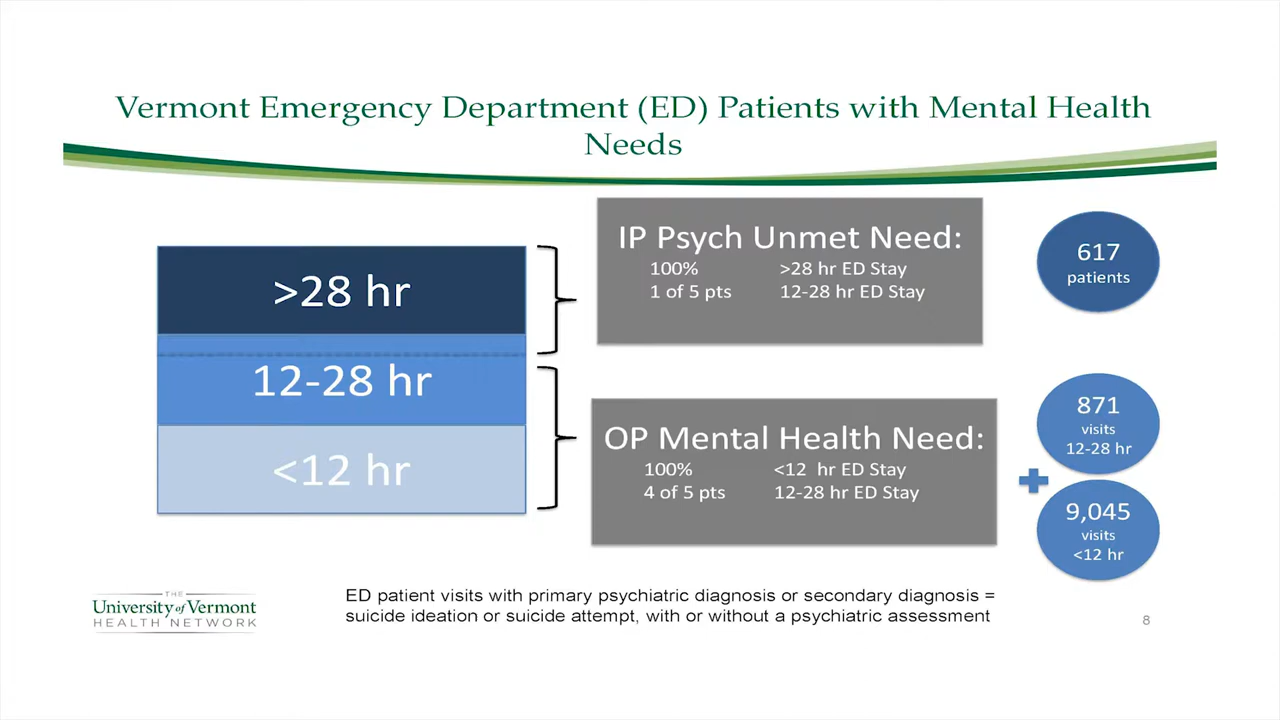 Vermont Emergency Department (ED) Patients with Mental Health
Needs
>28 hr
12-28 hr
<12 hr
IP Psych Unmet Need:
100% >28 hr ED Stay
1 of 5 pts 12-28 hr ED Stay
617
patients
OP Mental Health Need:
100% <12 hr ED Stay
4 of 5 pts 12-28 hr ED Stay
871
visits
12-28 hr
9,045
visits
<12 hr
THE
University of Vermont
HEALTH NETWORK
ED patient visits with primary psychiatric diagnosis or secondary diagnosis =
suicide ideation or suicide attempt, with or without a psychiatric assessment
8